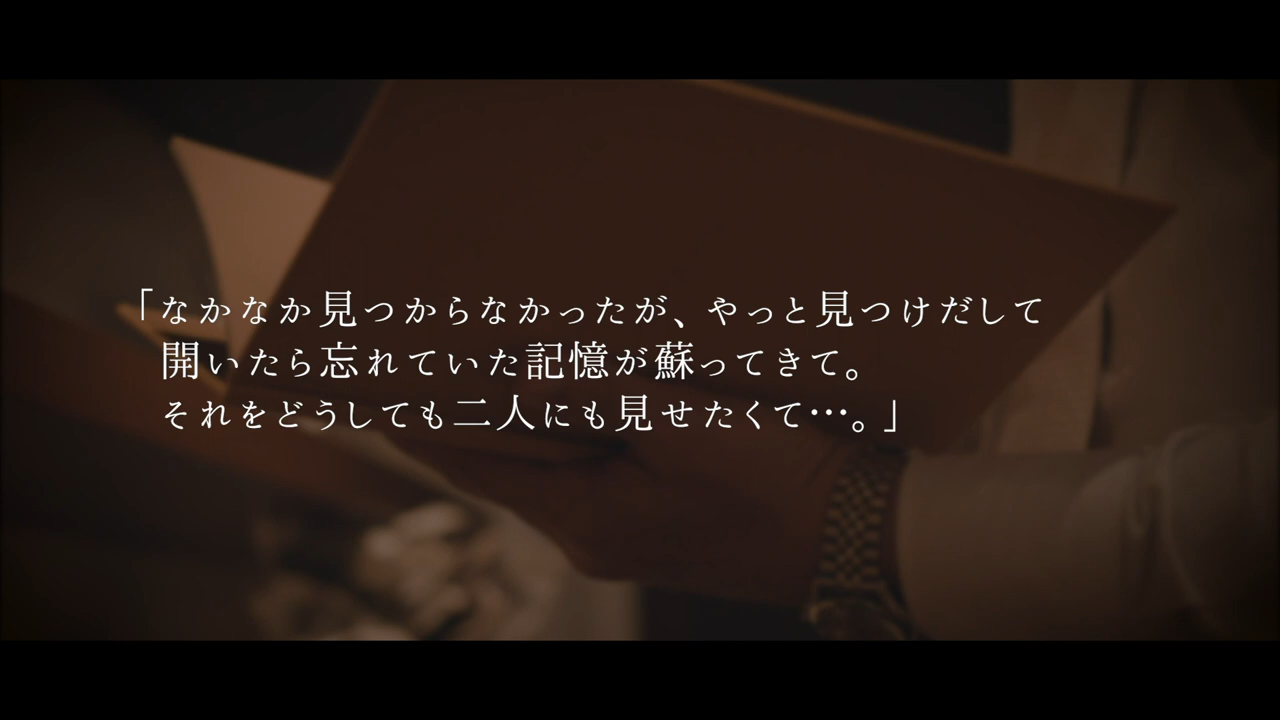 「なかなか見つからなかったが、やっと見つけだして
開いたら忘れていた記憶が蘇ってきて。
それをどうしても二人にも見せたくて…。」